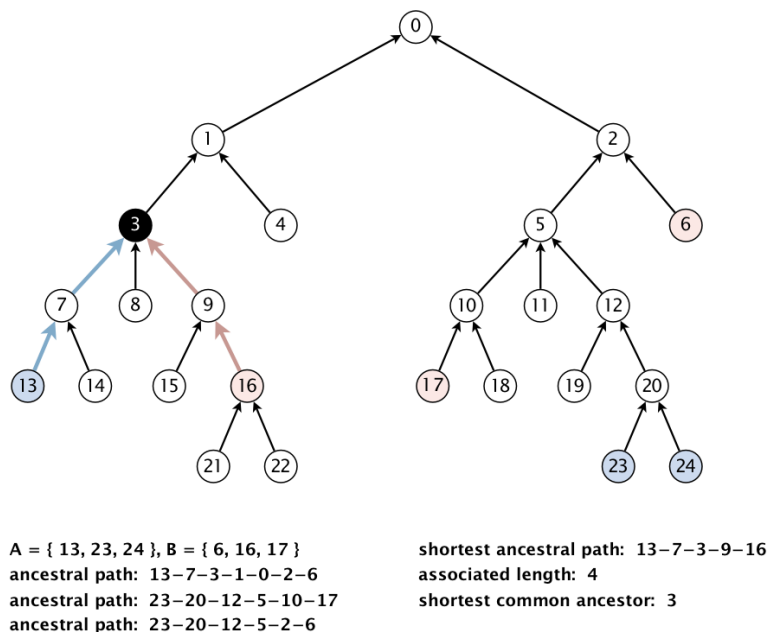 0
1 2
3 4 5 6
7 8 9 10 11 12
13 14 15 16 17 18 19 20
21 22 23 24
A = { 13, 23, 24 }, B = { 6, 16, 17 }
ancestral path: 13−7−3−1−0−2−6
ancestral path: 23−20−12−5−10−17
ancestral path: 23−20−12−5−2−6
shortest ancestral path: 13−7−3−9−16
associated length: 4
shortest common ancestor: 3